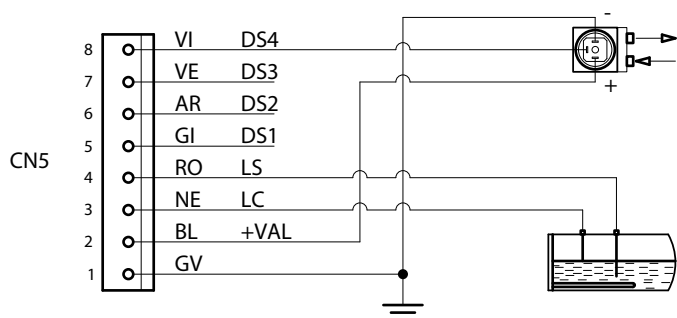 -
8 VI DS4
7 VE DS3
+
6 AR DS2
5 GI DS1
CN5
4 RO LS
3 NE LC
2 BL +VAL
1 GV